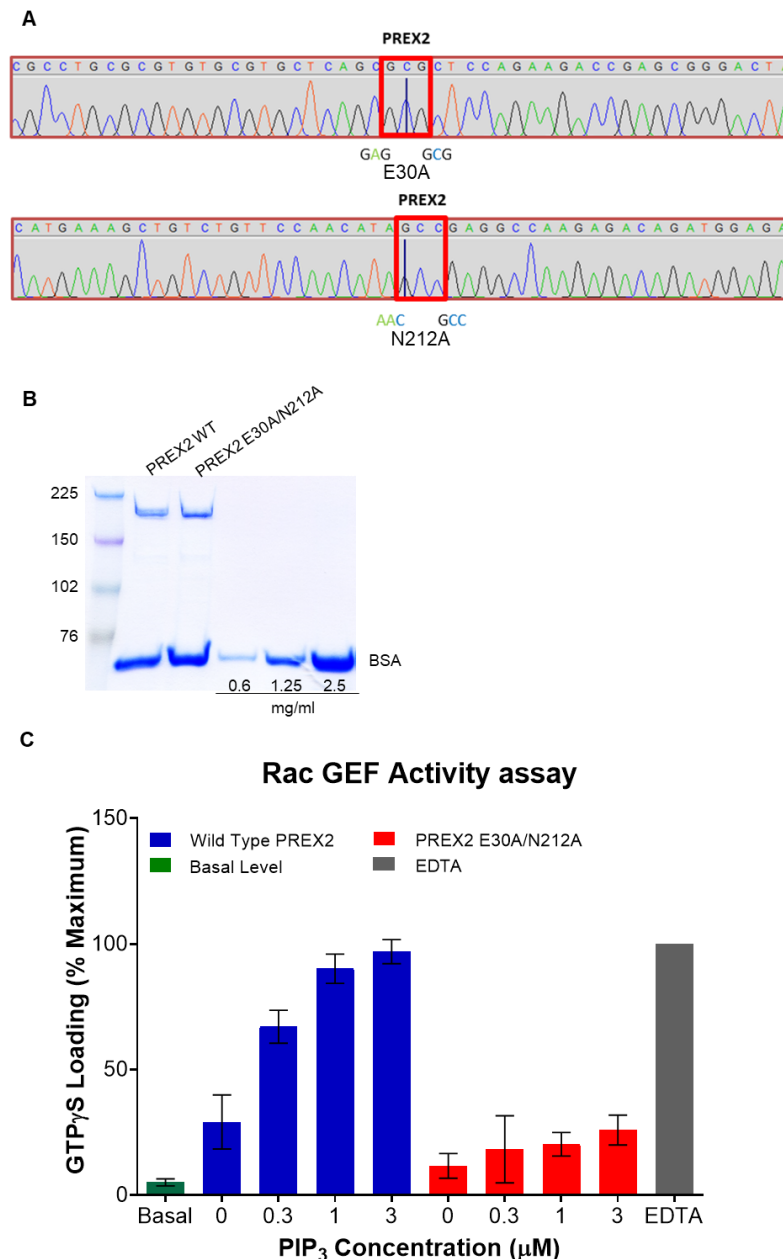 A
PREX2
CGCCTGCGCGTGTGCGTGCTCAGCGCGCTCCAGAAGACCGAGCGGGACT
GAG GCG
E30A
PREX2
CATGAAAGCTGTCTGTTCCAACATAGCCGAGGCCAAGAGACAGATGGAGA
AAC GCC
N212A
B
PREX2 WT
PREX2 E30A/N212A
225
150
102
76
BSA
0.6 1.25 2.5
mg/ml
C
Rac GEF Activity assay
GTPγS Loading (% Maximum)
150
100
50
0
Wild Type PREX2
PREX2 E30A/N212A
Basal Level
EDTA
Basal 0 0.3 1 3 0 0.3 1 3 EDTA
PIP₃ Concentration (μM)